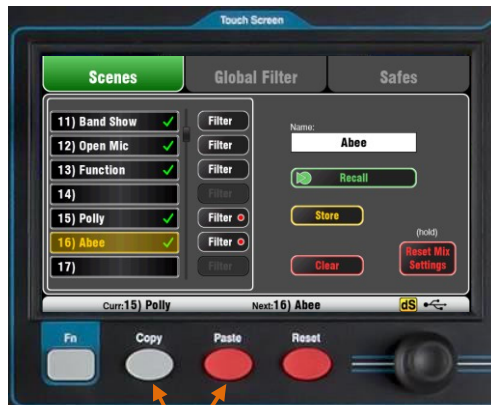 Touch Screen
Scenes
Global Filter
Safes
11) Band Show
Filter
12) Open Mic
Filter
13) Function
Filter
14)
Filter
15) Polly
Filter
16) Abee
Filter
17)
Filter
Name:
Abee
Recall
Store
Clear
(hold)
Reset Mix
Settings
Curr:15) Polly
Next:16) Abee
dS
Fn
Copy
Paste
Reset